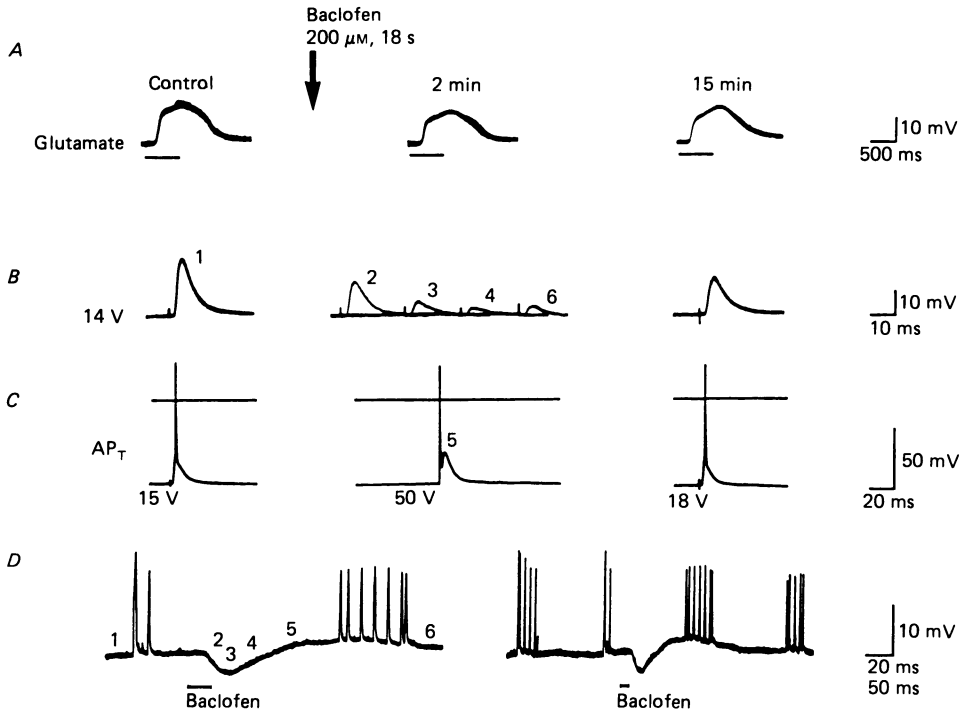 Baclofen
200 μM, 18 s
A
Control
2 min
15 min
Glutamate
10 mV
500 ms
B
1
2
3
4
6
14 V
10 mV
10 ms
C
APT
5
15 V
50 V
18 V
50 mV
20 ms
D
1
2
3
4
5
6
Baclofen
Baclofen
10 mV
20 ms
50 ms